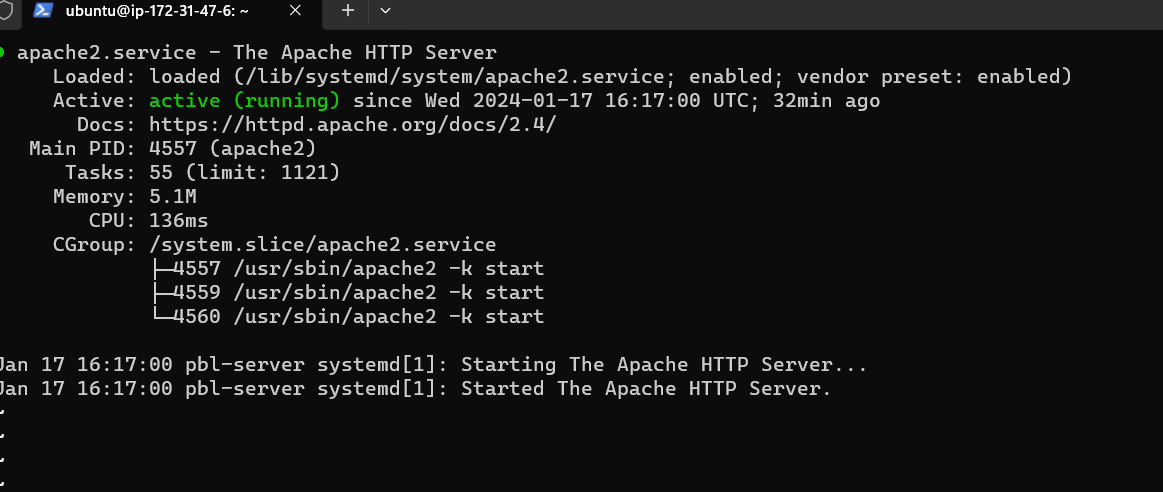 ubuntu@ip-172-31-47-6: ~
● apache2.service - The Apache HTTP Server
Loaded: loaded (/lib/systemd/system/apache2.service; enabled; vendor preset: enabled)
Active: active (running) since Wed 2024-01-17 16:17:00 UTC; 32min ago
Docs: https://httpd.apache.org/docs/2.4/
Main PID: 4557 (apache2)
Tasks: 55 (limit: 1121)
Memory: 5.1M
CPU: 136ms
CGroup: /system.slice/apache2.service
├─4557 /usr/sbin/apache2 -k start
├─4559 /usr/sbin/apache2 -k start
└─4560 /usr/sbin/apache2 -k start
Jan 17 16:17:00 pbl-server systemd[1]: Starting The Apache HTTP Server...
Jan 17 16:17:00 pbl-server systemd[1]: Started The Apache HTTP Server.
~
~
~
~